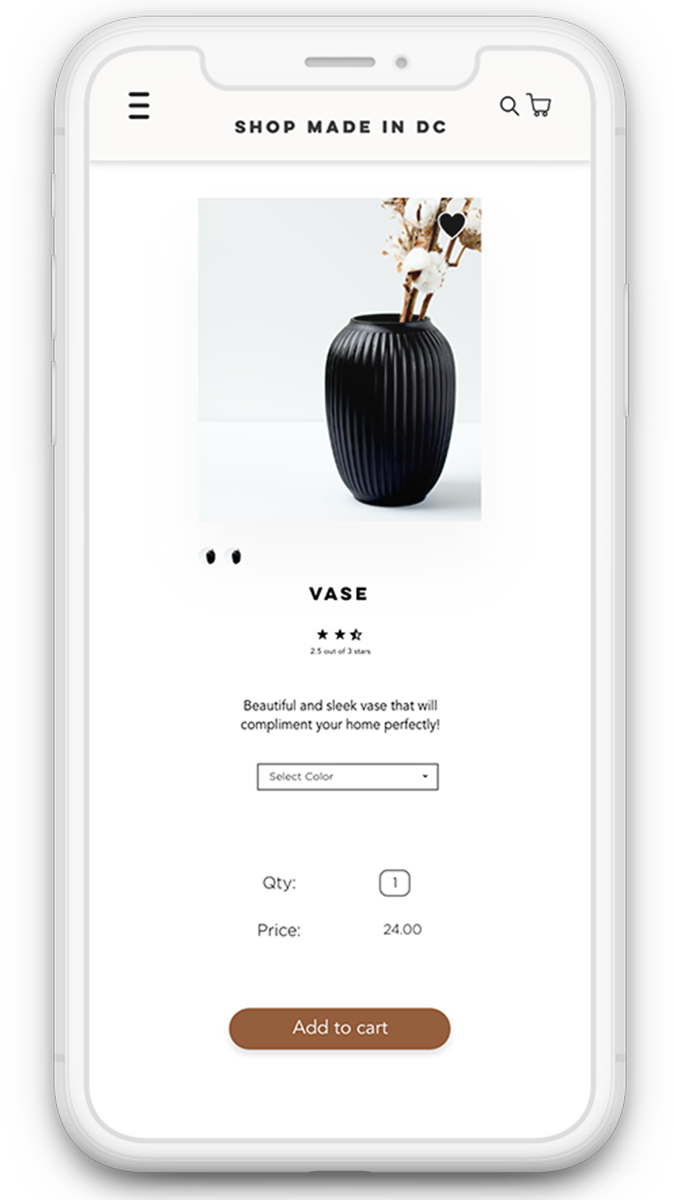 SHOP MADE IN DC
VASE
2.5 out of 3 stars
Beautiful and sleek vase that will
compliment your home perfectly!
Select Color
Qty: 1
Price: 24.00
Add to cart